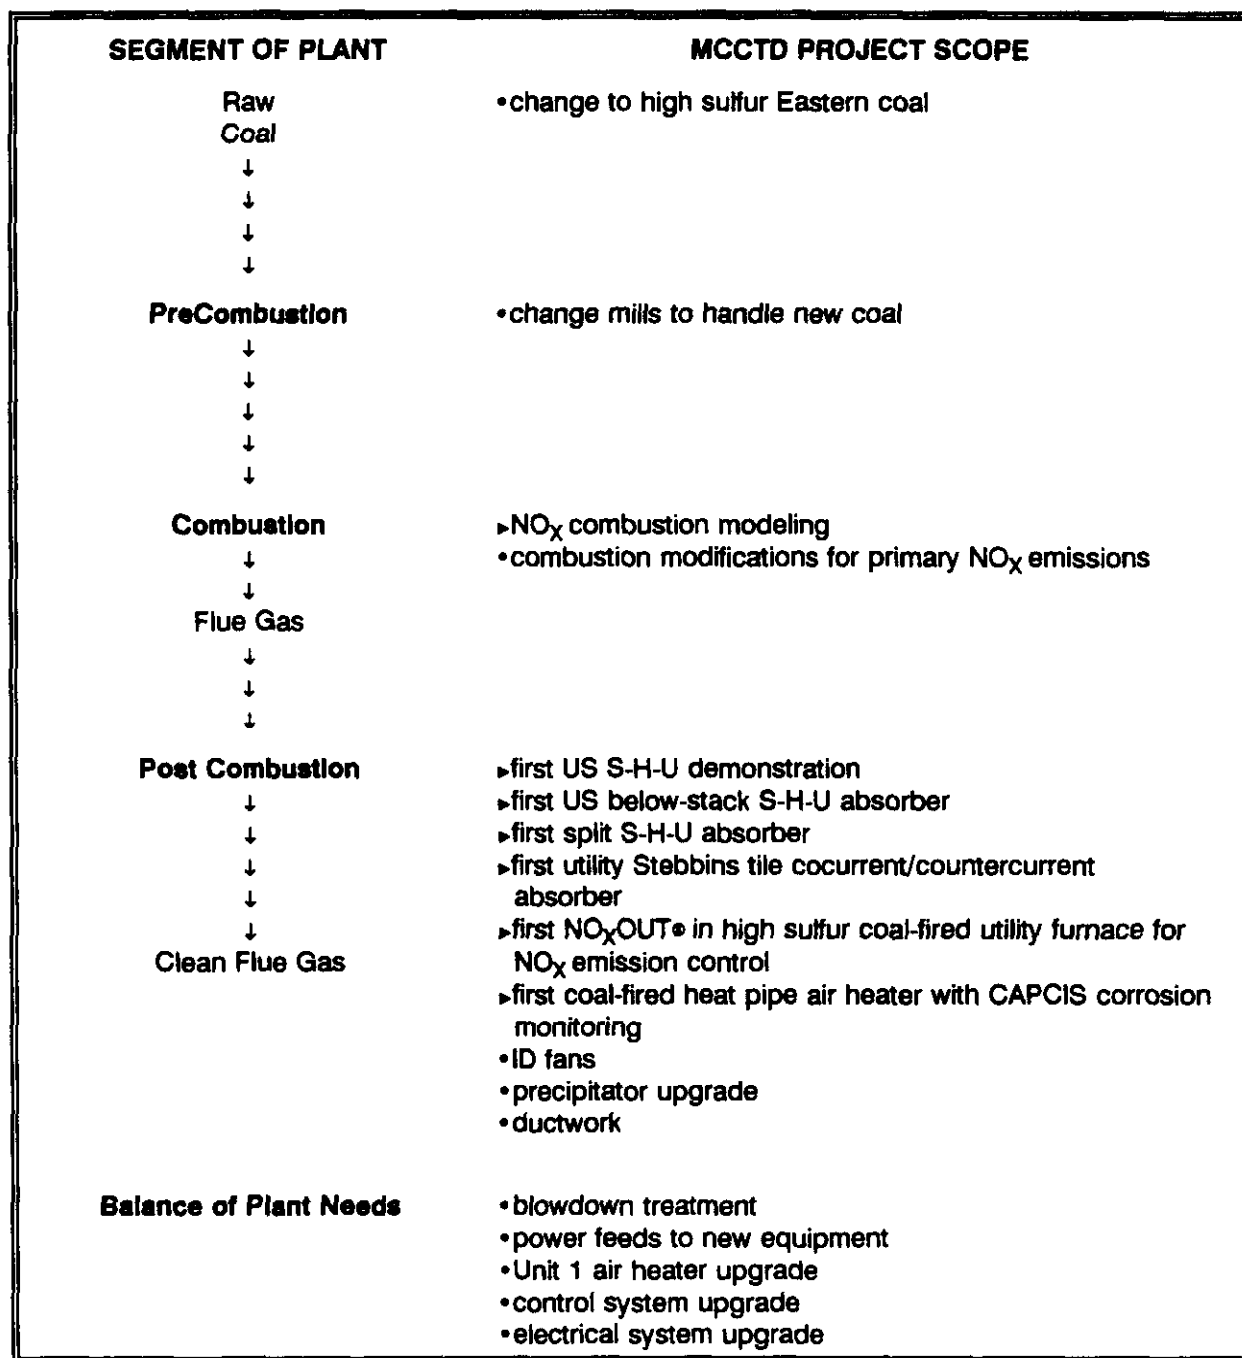 SEGMENT OF PLANT MCCTD PROJECT SCOPE
Raw •change to high sulfur Eastern coal
Coal
↓
↓
↓
↓
PreCombustion •change mills to handle new coal
↓
↓
↓
↓
↓
Combustion ▸NOX combustion modeling
↓ •combustion modifications for primary NOX emissions
↓
Flue Gas
↓
↓
↓
Post Combustion ▸first US S-H-U demonstration
↓ ▸first US below-stack S-H-U absorber
↓ ▸first split S-H-U absorber
↓ ▸first utility Stebbins tile cocurrent/countercurrent
↓ absorber
↓ ▸first NOXOUT® in high sulfur coal-fired utility furnace for
Clean Flue Gas NOX emission control
▸first coal-fired heat pipe air heater with CAPCIS corrosion
monitoring
•ID fans
•precipitator upgrade
•ductwork
Balance of Plant Needs •blowdown treatment
•power feeds to new equipment
•Unit 1 air heater upgrade
•control system upgrade
•electrical system upgrade